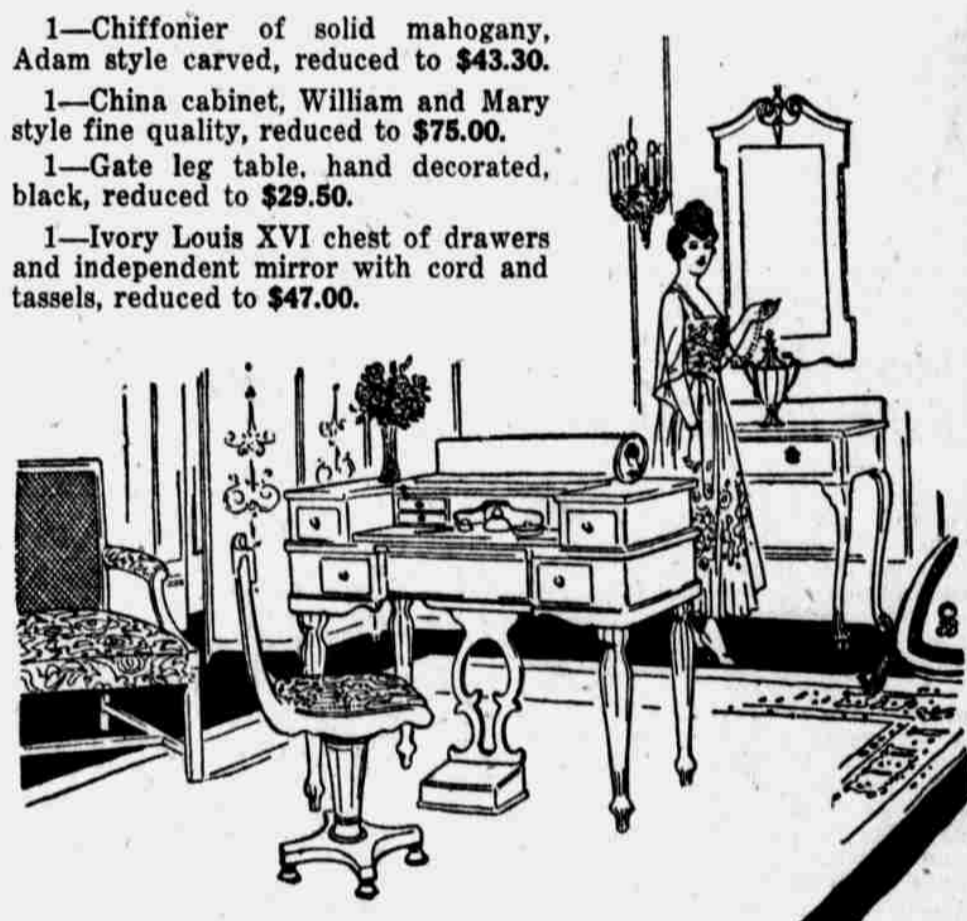 1—Chiffonier of solid mahogany,
Adam style carved, reduced to $43.30.
1—China cabinet, William and Mary
style fine quality, reduced to $75.00.
1—Gate leg table, hand decorated,
black, reduced to $29.50.
1—Ivory Louis XVI chest of drawers
and independent mirror with cord and
tassels, reduced to $47.00.